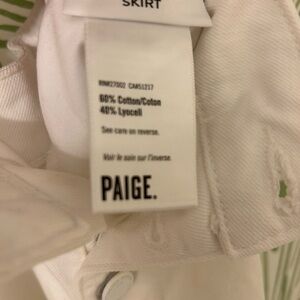 SKIRT
RN#27002 CA#51217
60% Cotton/Coton
40% Lyocell
See care on reverse.
Voir le soin sur l'inverse.
PAIGE.